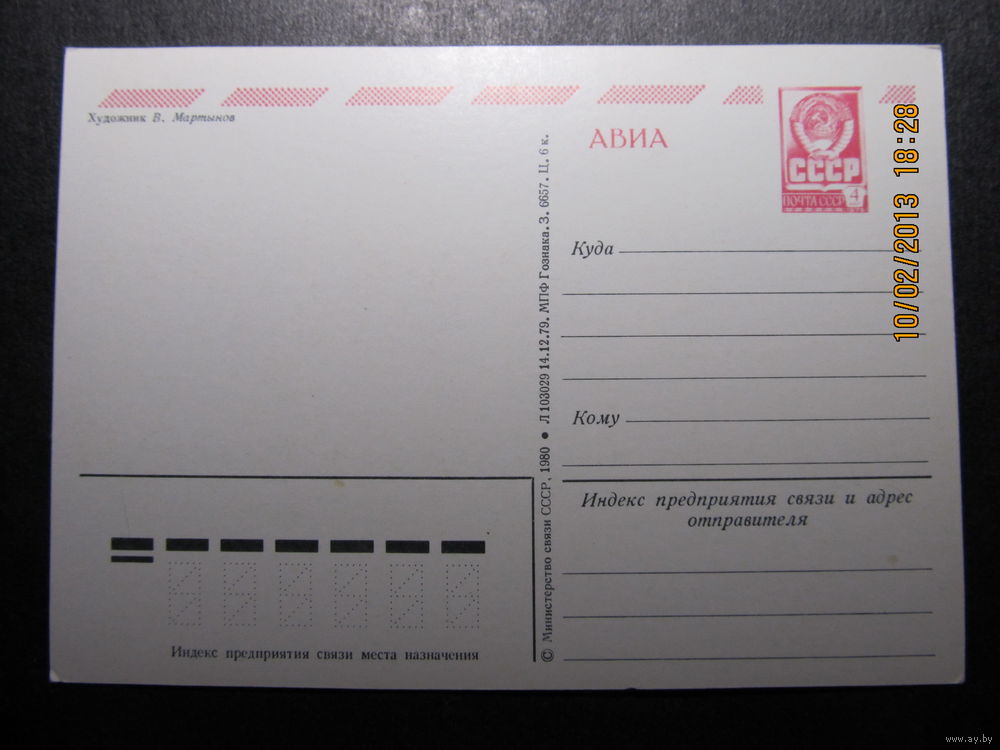 Художник В. Мартынов
АВИА
СССР
ПОЧТА СССР 4
Куда
Кому
Индекс предприятия связи и адрес
отправителя
© Министерство связи СССР, 1980 • Л 103029 14.12.79. МПФ Гознака. З. 6657. Ц. 6 к.
Индекс предприятия связи места назначения
10/02/2013 18:28
www.ay.by